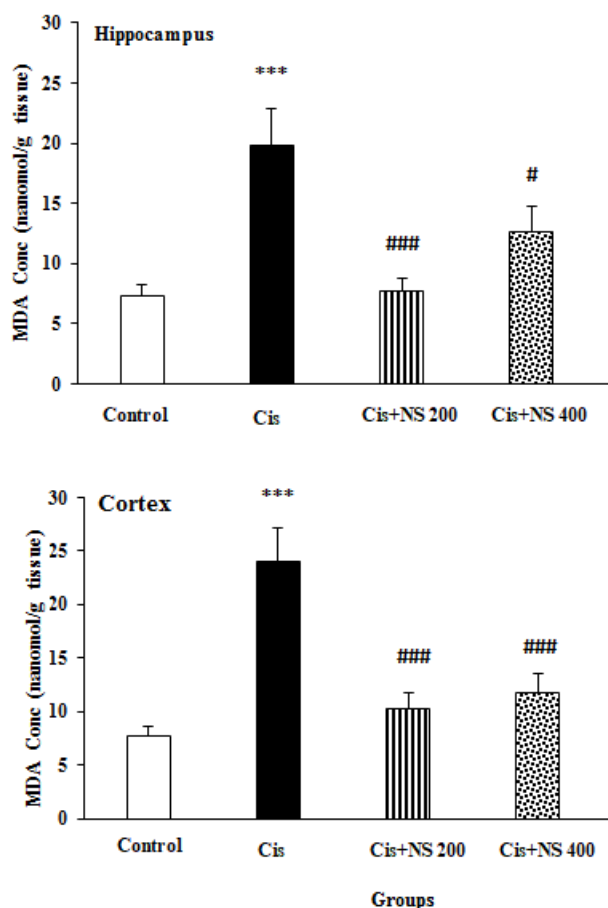 Hippocampus
MDA Conc (nanomol/g tissue)
30
25
20
15
10
5
0
***
###
#
Control
Cis
Cis+NS 200
Cis+NS 400
Cortex
MDA Conc (nanomol/g tissue)
30
25
20
15
10
5
0
***
###
###
Control
Cis
Cis+NS 200
Cis+NS 400
Groups